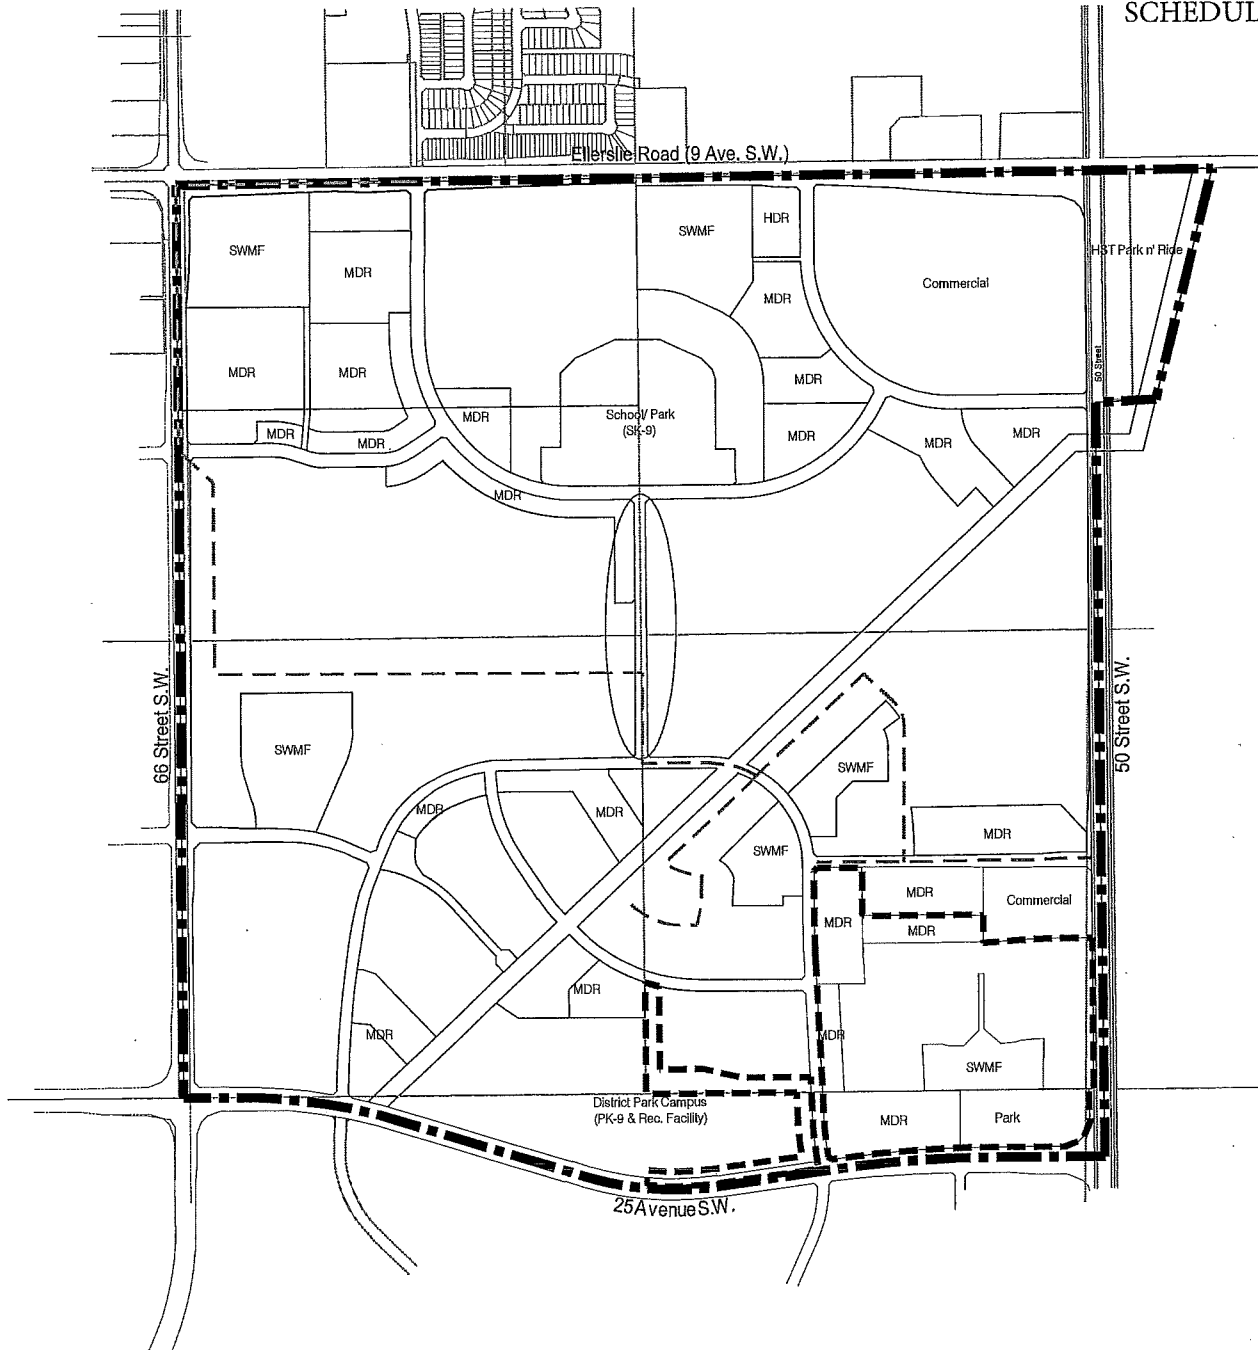 SCHEDUL
Ellerslie Road (9 Ave. S.W.)
HDR
SWMF
SWMF
HST Park n' Ride
MDR
Commercial
MDR
50 Street
MDR
MDR
MDR
MDR
School/ Park
(SK-9)
MDR
MDR
MDR
MDR
MDR
MDR
MDR
66 Street S.W.
50 Street S.W.
SWMF
SWMF
MDR
MDR
MDR
SWMF
MDR
Commercial
MDR
MDR
MDR
MDR
MDR
SWMF
District Park Campus
(PK-9 & Rec. Facility)
MDR
Park
25 Avenue S.W.